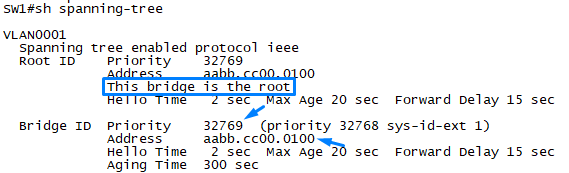 SW1#sh spanning-tree
VLAN0001
Spanning tree enabled protocol ieee
Root ID Priority 32769
Address aabb.cc00.0100
This bridge is the root
Hello Time 2 sec Max Age 20 sec Forward Delay 15 sec
Bridge ID Priority 32769 (priority 32768 sys-id-ext 1)
Address aabb.cc00.0100
Hello Time 2 sec Max Age 20 sec Forward Delay 15 sec
Aging Time 300 sec